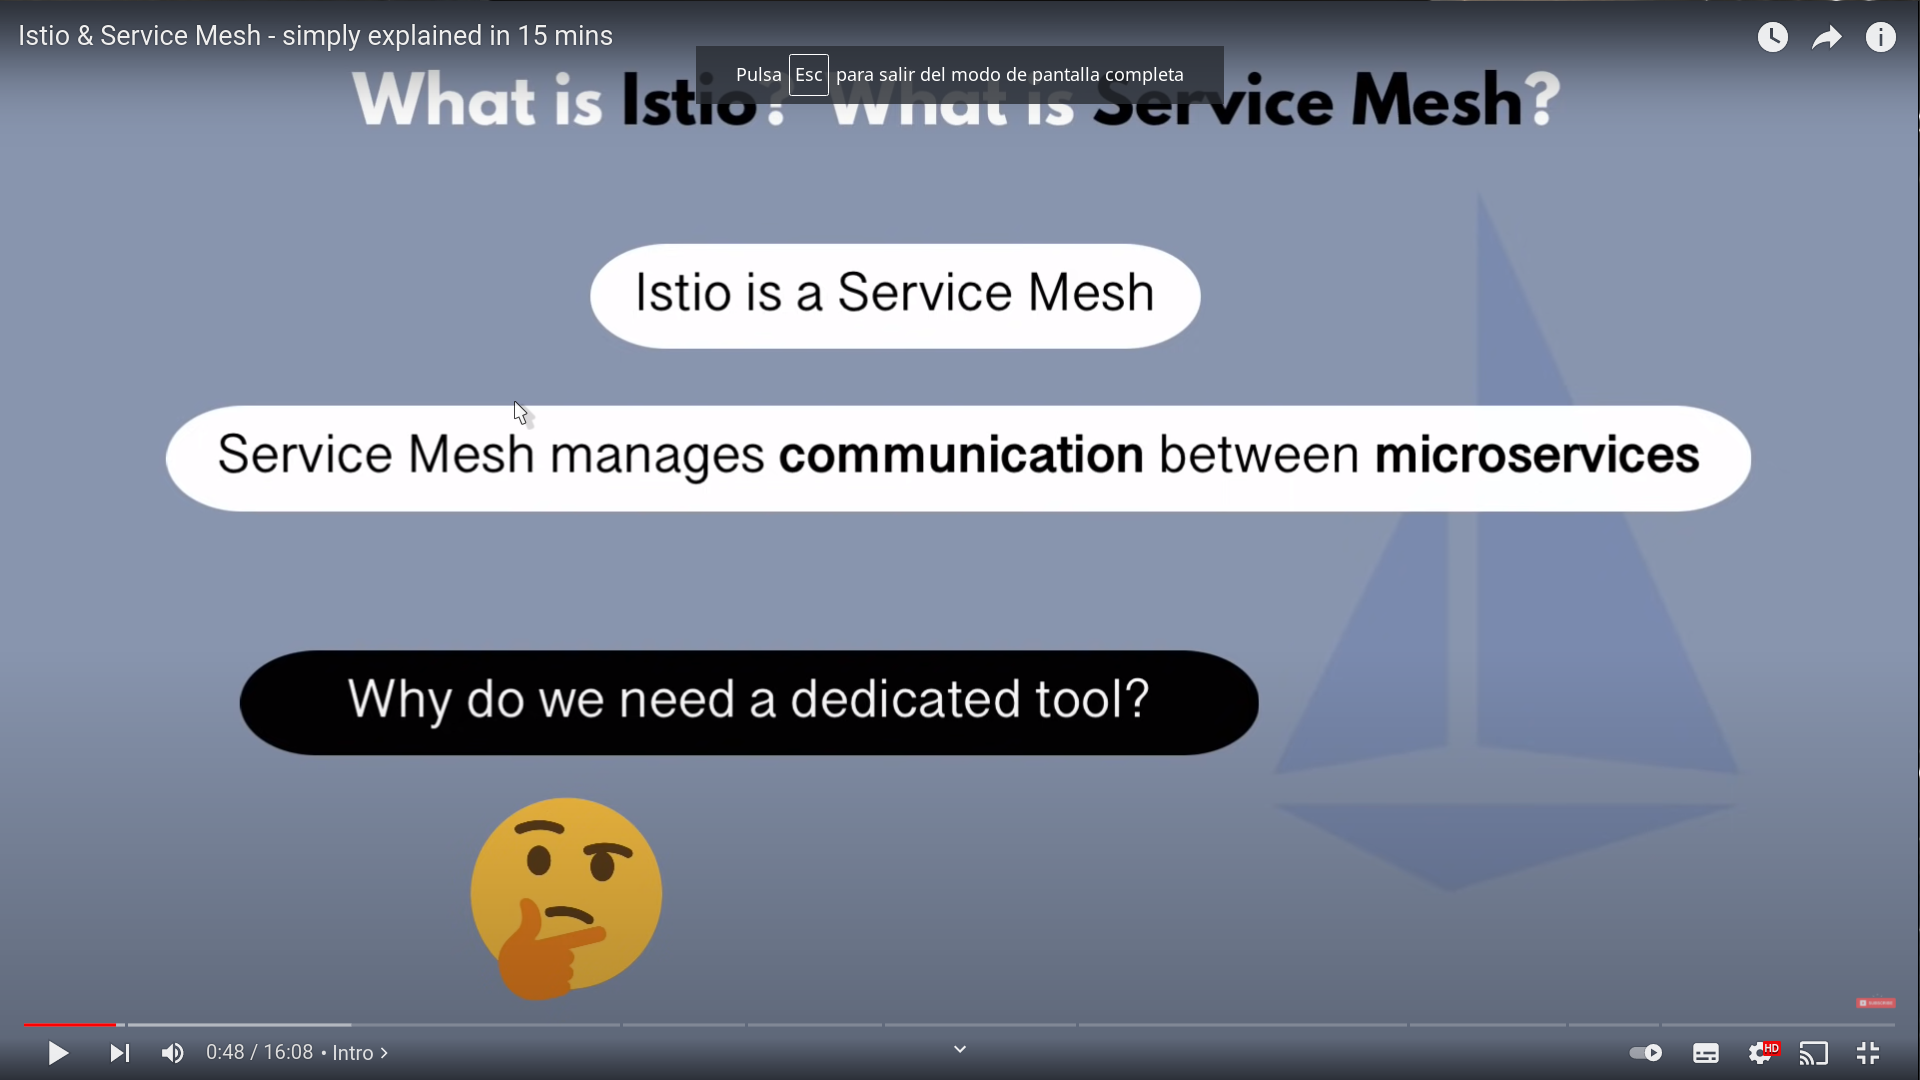 Istio & Service Mesh - simply explained in 15 mins
Pulsa Esc para salir del modo de pantalla completa
What is Istio? What is Service Mesh?
Istio is a Service Mesh
Service Mesh manages communication between microservices
Why do we need a dedicated tool?
SUBSCRIBE
0:48 / 16:08 • Intro
HD